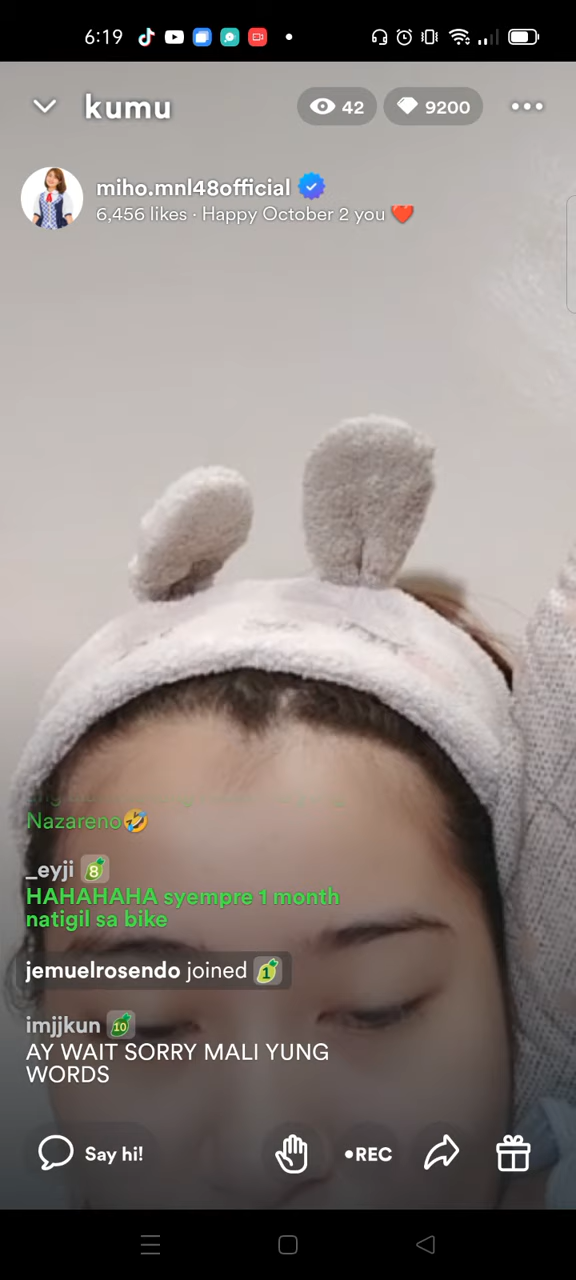 6:19
kumu
42
9200
miho.mnl48official
6,456 likes · Happy October 2 you ❤️
Nazareno🤣
_eyji 8
HAHAHAHA syempre 1 month
natigil sa bike
jemuelrosendo joined 1
imjjkun 10
AY WAIT SORRY MALI YUNG
WORDS
Say hi!
•REC